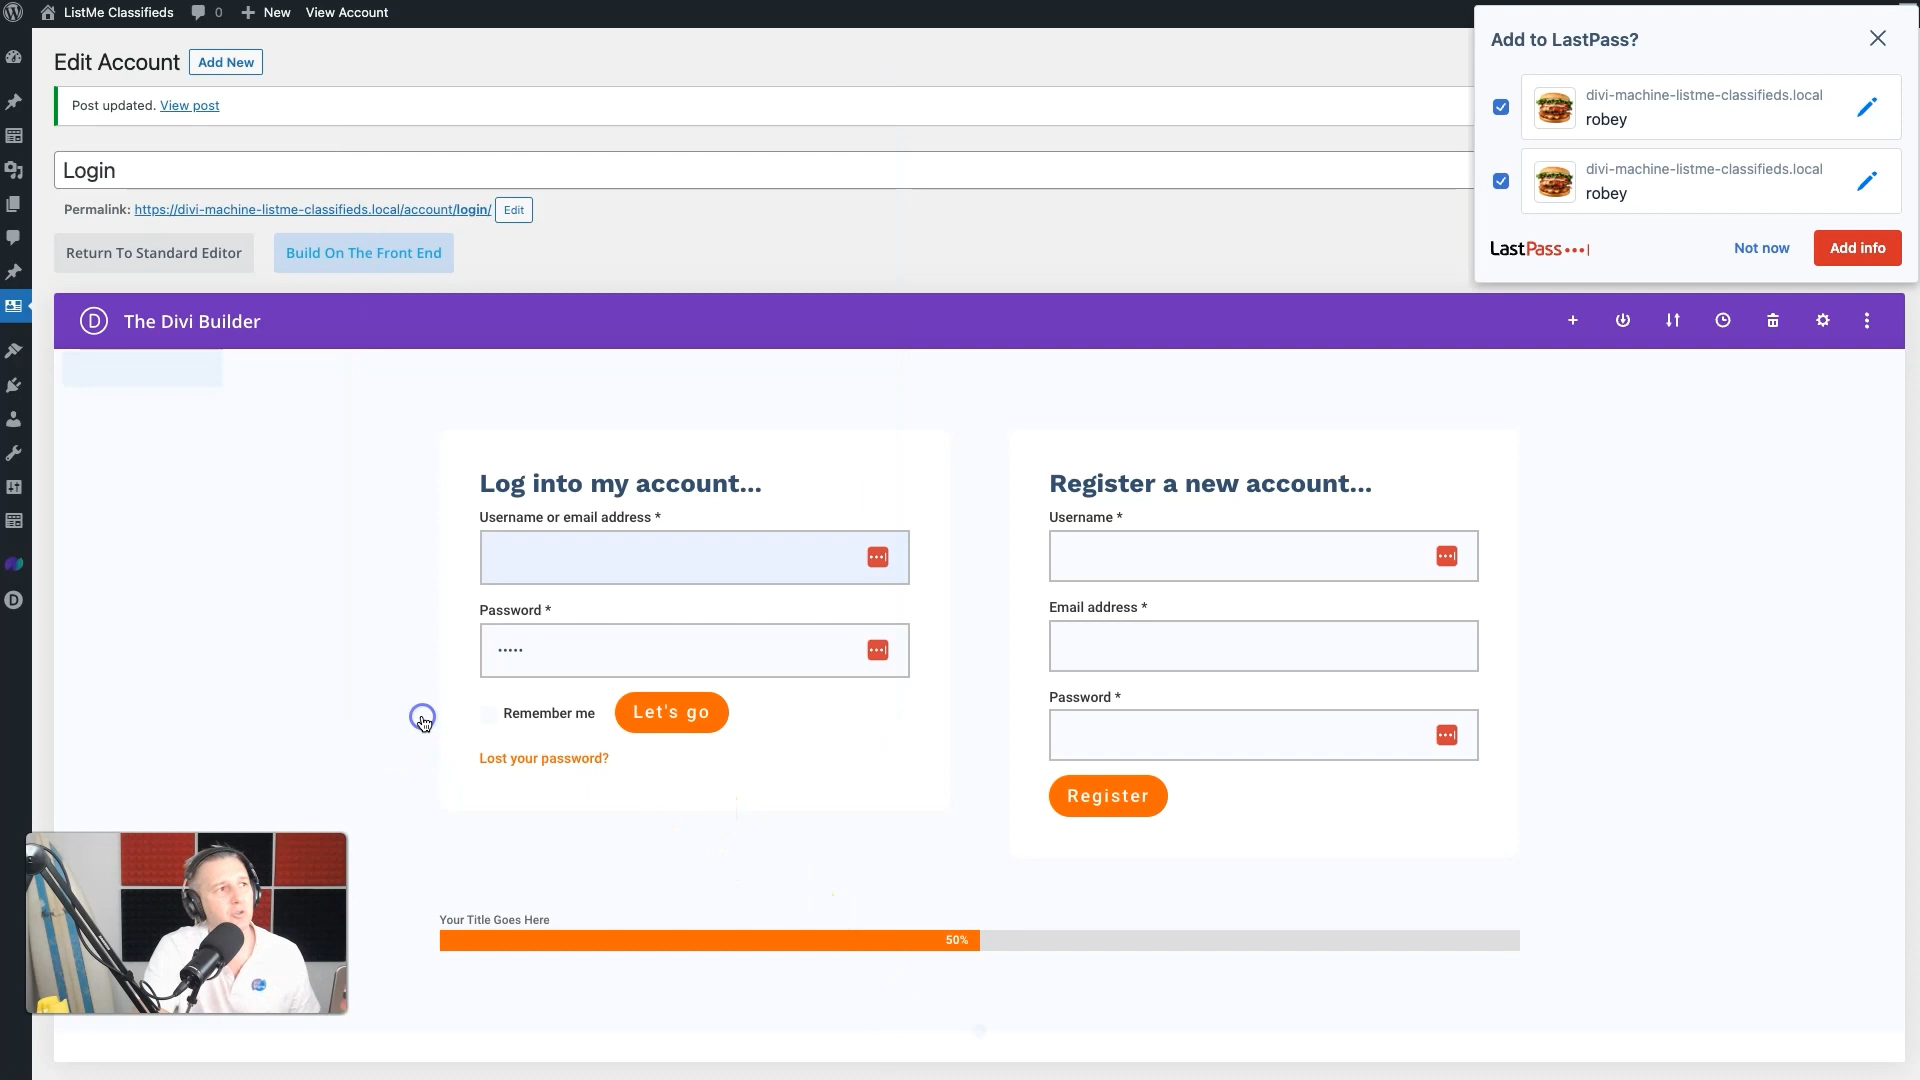 ListMe Classifieds
0
New
View Account
Edit Account
Add New
Post updated. View post
Login
Permalink: https://divi-machine-listme-classifieds.local/account/login/ Edit
Return To Standard Editor
Build On The Front End
Add to LastPass?
divi-machine-listme-classifieds.local
robey
divi-machine-listme-classifieds.local
robey
LastPass
Not now
Add info
D The Divi Builder
Log into my account...
Username or email address *
Password *
•••••
Remember me
Let's go
Lost your password?
Register a new account...
Username *
Email address *
Password *
Register
Your Title Goes Here
50%